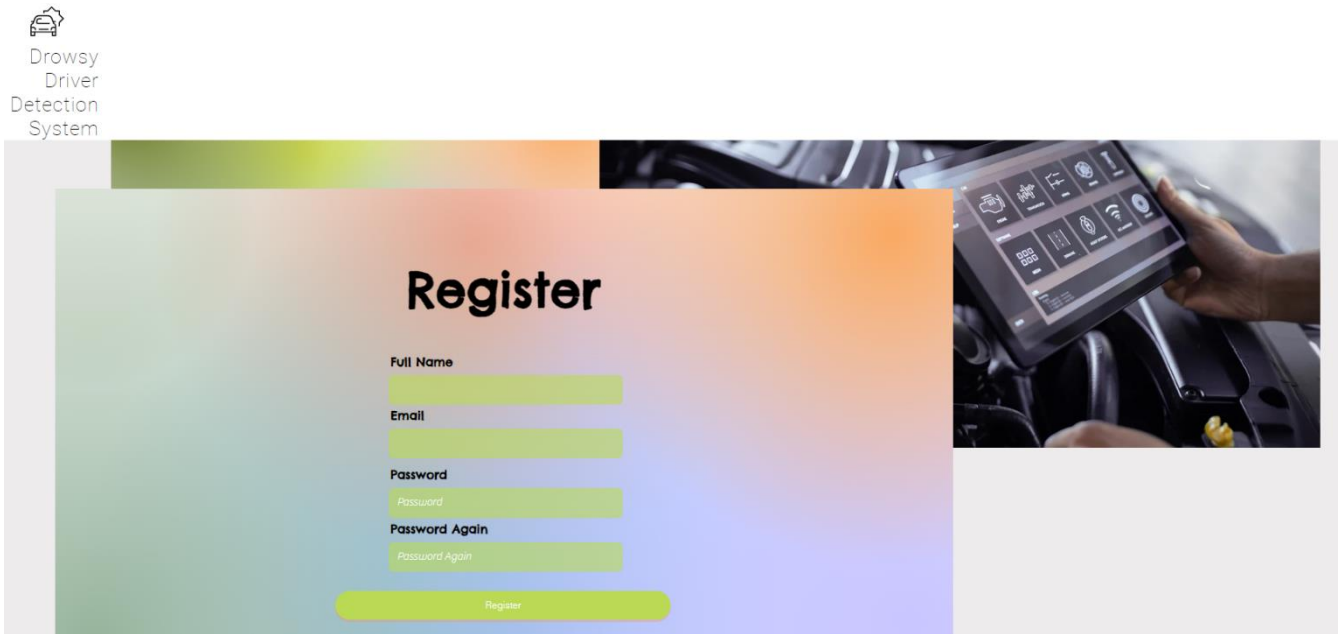 Drowsy
Driver
Detection
System
Register
Full Name
Email
Password
Password
Password Again
Password Again
Register